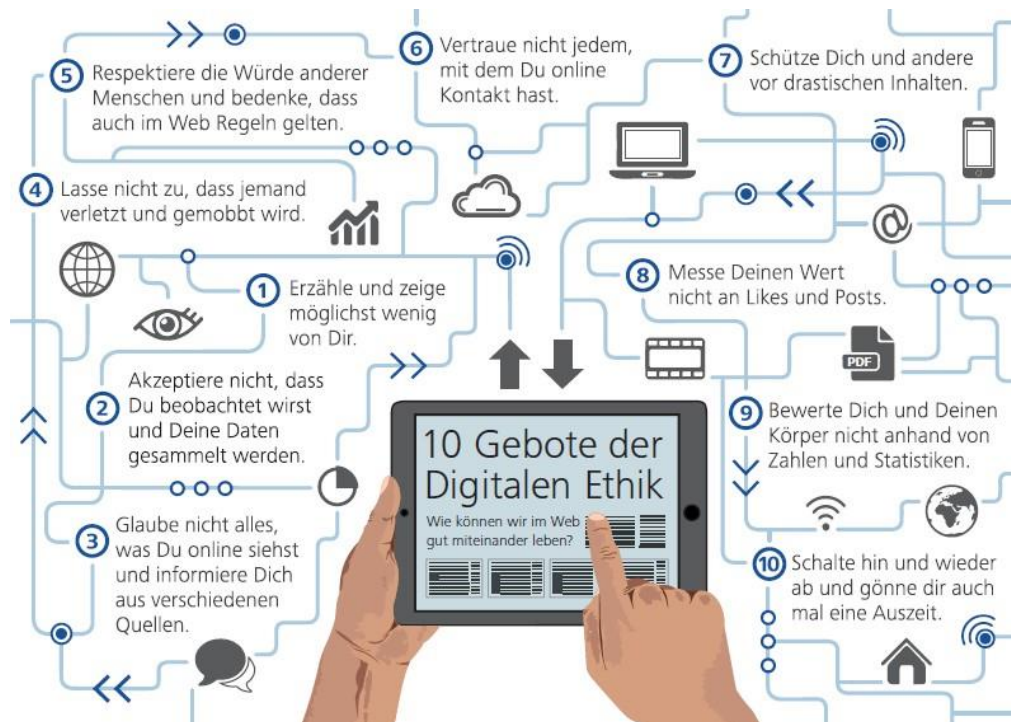 10 Gebote der
Digitalen Ethik
Wie können wir im Web
gut miteinander leben?
1
Erzähle und zeige
möglichst wenig
von Dir.
2
Akzeptiere nicht, dass
Du beobachtet wirst
und Deine Daten
gesammelt werden.
3
Glaube nicht alles,
was Du online siehst
und informiere Dich
aus verschiedenen
Quellen.
4
Lasse nicht zu, dass jemand
verletzt und gemobbt wird.
5
Respektiere die Würde anderer
Menschen und bedenke, dass
auch im Web Regeln gelten.
6
Vertraue nicht jedem,
mit dem Du online
Kontakt hast.
7
Schütze Dich und andere
vor drastischen Inhalten.
@
8
Messe Deinen Wert
nicht an Likes und Posts.
PDF
9
Bewerte Dich und Deinen
Körper nicht anhand von
Zahlen und Statistiken.
10
Schalte hin und wieder
ab und gönne dir auch
mal eine Auszeit.